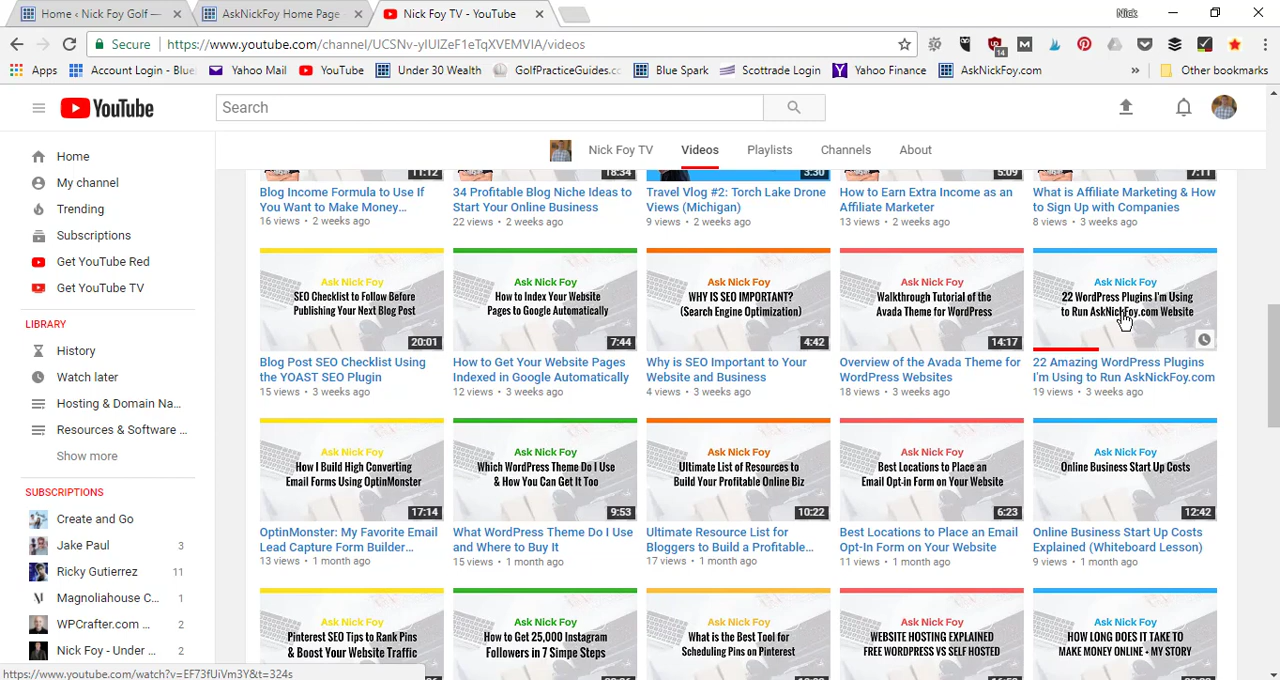 Home ‹ Nick Foy Golf —
AskNickFoy Home Page
Nick Foy TV - YouTube
Nick
Secure
https://www.youtube.com/channel/UCSNv-yIUIZeF1eTqXVEMVIA/videos
14
Apps
Account Login - Blue
Yahoo Mail
YouTube
Under 30 Wealth
GolfPracticeGuides.cc
Blue Spark
Scottrade Login
Yahoo Finance
AskNickFoy.com
»
Other bookmarks
YouTube
Search
Nick Foy TV
Videos
Playlists
Channels
About
Home
My channel
Trending
Subscriptions
Get YouTube Red
Get YouTube TV
LIBRARY
History
Watch later
Hosting & Domain Na...
Resources & Software ...
Show more
SUBSCRIPTIONS
Create and Go
Jake Paul 3
Ricky Gutierrez 11
Magnoliahouse C... 1
WPCrafter.com ... 2
Nick Foy - Under ... 2
11:12
18:34
3:30
5:09
7:11
Blog Income Formula to Use If
You Want to Make Money...
16 views • 2 weeks ago
34 Profitable Blog Niche Ideas to
Start Your Online Business
22 views • 2 weeks ago
Travel Vlog #2: Torch Lake Drone
Views (Michigan)
9 views • 2 weeks ago
How to Earn Extra Income as an
Affiliate Marketer
13 views • 2 weeks ago
What is Affiliate Marketing & How
to Sign Up with Companies
8 views • 3 weeks ago
Ask Nick Foy
SEO Checklist to Follow Before
Publishing Your Next Blog Post
20:01
Blog Post SEO Checklist Using
the YOAST SEO Plugin
15 views • 3 weeks ago
Ask Nick Foy
How to Index Your Website
Pages to Google Automatically
7:44
How to Get Your Website Pages
Indexed in Google Automatically
12 views • 3 weeks ago
Ask Nick Foy
WHY IS SEO IMPORTANT?
(Search Engine Optimization)
4:42
Why is SEO Important to Your
Website and Business
4 views • 3 weeks ago
Ask Nick Foy
Walkthrough Tutorial of the
Avada Theme for WordPress
14:17
Overview of the Avada Theme for
WordPress Websites
18 views • 3 weeks ago
Ask Nick Foy
22 WordPress Plugins I'm Using
to Run AskNickFoy.com Website
22 Amazing WordPress Plugins
I'm Using to Run AskNickFoy.com
19 views • 3 weeks ago
Ask Nick Foy
How I Build High Converting
Email Forms Using OptinMonster
17:14
OptinMonster: My Favorite Email
Lead Capture Form Builder...
13 views • 1 month ago
Ask Nick Foy
Which WordPress Theme Do I Use
& How You Can Get It Too
9:53
What WordPress Theme Do I Use
and Where to Buy It
15 views • 1 month ago
Ask Nick Foy
Ultimate List of Resources to
Build Your Profitable Online Biz
10:22
Ultimate Resource List for
Bloggers to Build a Profitable...
17 views • 1 month ago
Ask Nick Foy
Best Locations to Place an
Email Opt-in Form on Your Website
6:23
Best Locations to Place an Email
Opt-In Form on Your Website
11 views • 1 month ago
Ask Nick Foy
Online Business Start Up Costs
12:42
Online Business Start Up Costs
Explained (Whiteboard Lesson)
9 views • 1 month ago
Ask Nick Foy
Pinterest SEO Tips to Rank Pins
& Boost Your Website Traffic
Ask Nick Foy
How to Get 25,000 Instagram
Followers in 7 Simpe Steps
Ask Nick Foy
What is the Best Tool for
Scheduling Pins on Pinterest
Ask Nick Foy
WEBSITE HOSTING EXPLAINED
FREE WORDPRESS VS SELF HOSTED
Ask Nick Foy
HOW LONG DOES IT TAKE TO
MAKE MONEY ONLINE - MY STORY
https://www.youtube.com/watch?v=EF73fUiVm3Y&t=324s